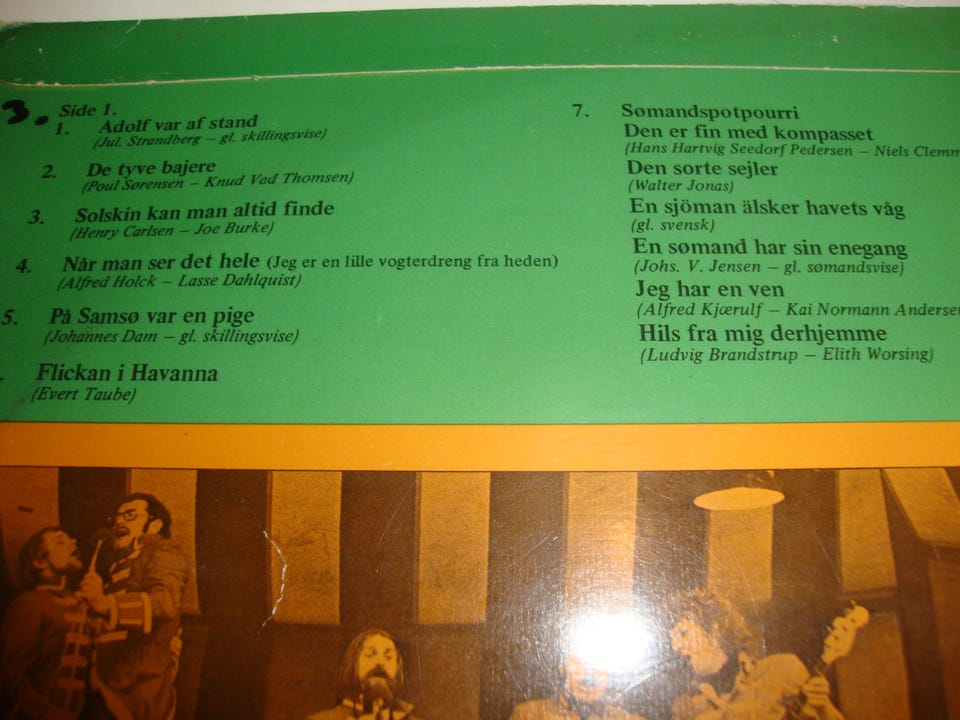 3.
Side 1.
1. Adolf var af stand
(Jul. Strandberg – gl. skillingsvise)
2. De tyve bajere
(Poul Sørensen – Knud Vad Thomsen)
3. Solskin kan man altid finde
(Henry Carlsen – Joe Burke)
4. Når man ser det hele (Jeg er en lille vogterdreng fra heden)
(Alfred Holck – Lasse Dahlquist)
5. På Samsø var en pige
(Johannes Dam – gl. skillingsvise)
Flickan i Havanna
(Evert Taube)
7. Sømandspotpourri
Den er fin med kompasset
(Hans Hartvig Seedorf Pedersen – Niels Clemm
Den sorte sejler
(Walter Jonas)
En sjöman älsker havets våg
(gl. svensk)
En sømand har sin enegang
(Johs. V. Jensen – gl. sømandsvise)
Jeg har en ven
(Alfred Kjærulf – Kai Normann Andersen
Hils fra mig derhjemme
(Ludvig Brandstrup – Elith Worsing)